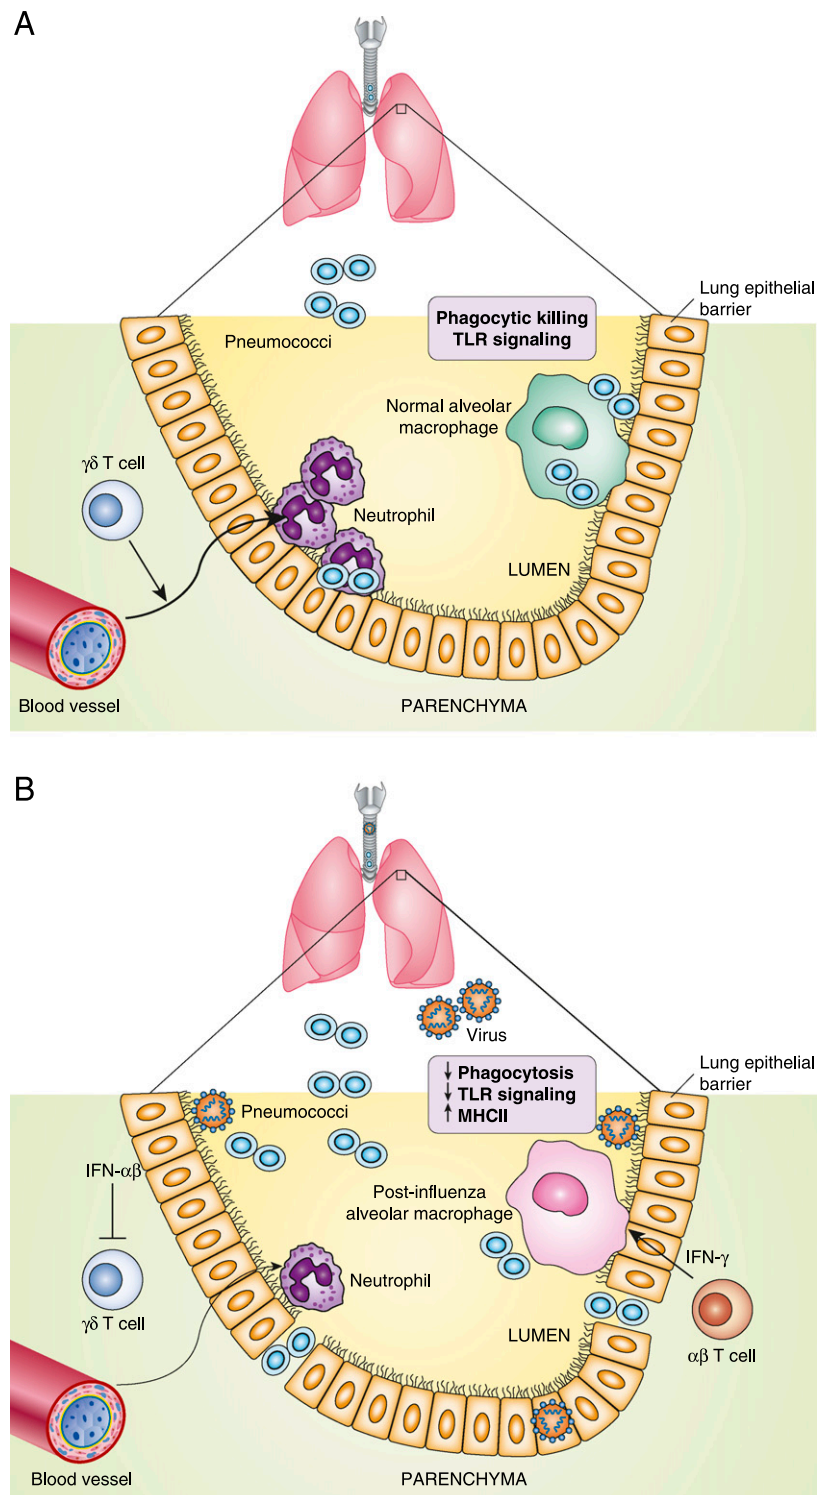 A
Lung epithelial
barrier
Phagocytic killing
TLR signaling
Pneumococci
Normal alveolar
macrophage
γδ T cell
Neutrophil
LUMEN
Blood vessel
PARENCHYMA
B
Virus
Lung epithelial
barrier
↓ Phagocytosis
↓ TLR signaling
↑ MHCII
Pneumococci
IFN-αβ
Post-influenza
alveolar macrophage
IFN-γ
Neutrophil
γδ T cell
LUMEN
αβ T cell
Blood vessel
PARENCHYMA